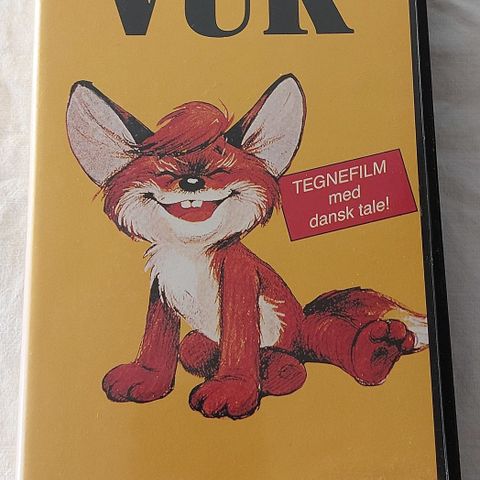 VUK
TEGNEFILM
med
dansk tale!